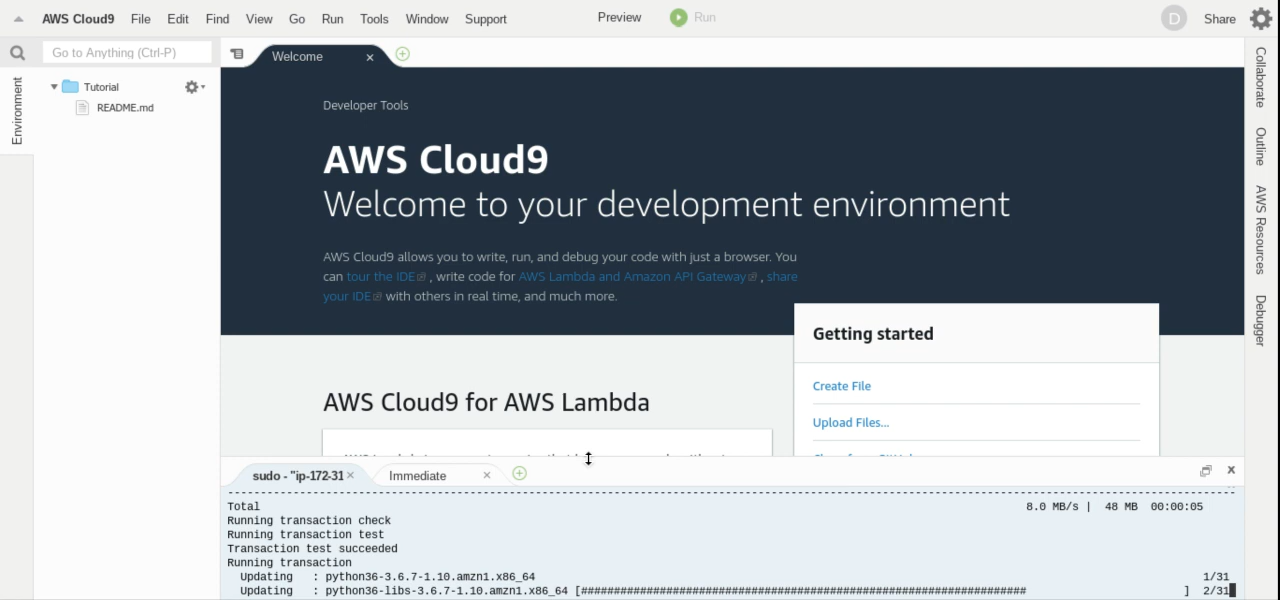 AWS Cloud9 File Edit Find View Go Run Tools Window Support Preview Run D Share
Go to Anything (Ctrl-P)
Welcome
Environment
Tutorial
README.md
Developer Tools
AWS Cloud9
Welcome to your development environment
AWS Cloud9 allows you to write, run, and debug your code with just a browser. You
can tour the IDE , write code for AWS Lambda and Amazon API Gateway , share
your IDE with others in real time, and much more.
Getting started
Create File
Upload Files...
AWS Cloud9 for AWS Lambda
Collaborate
Outline
AWS Resources
Debugger
sudo - "ip-172-31
Immediate
--------------------------------------------------------------------------------
Total 8.0 MB/s | 48 MB 00:00:05
Running transaction check
Running transaction test
Transaction test succeeded
Running transaction
Updating : python36-3.6.7-1.10.amzn1.x86_64 1/31
Updating : python36-libs-3.6.7-1.10.amzn1.x86_64 [#################################################################### ] 2/31